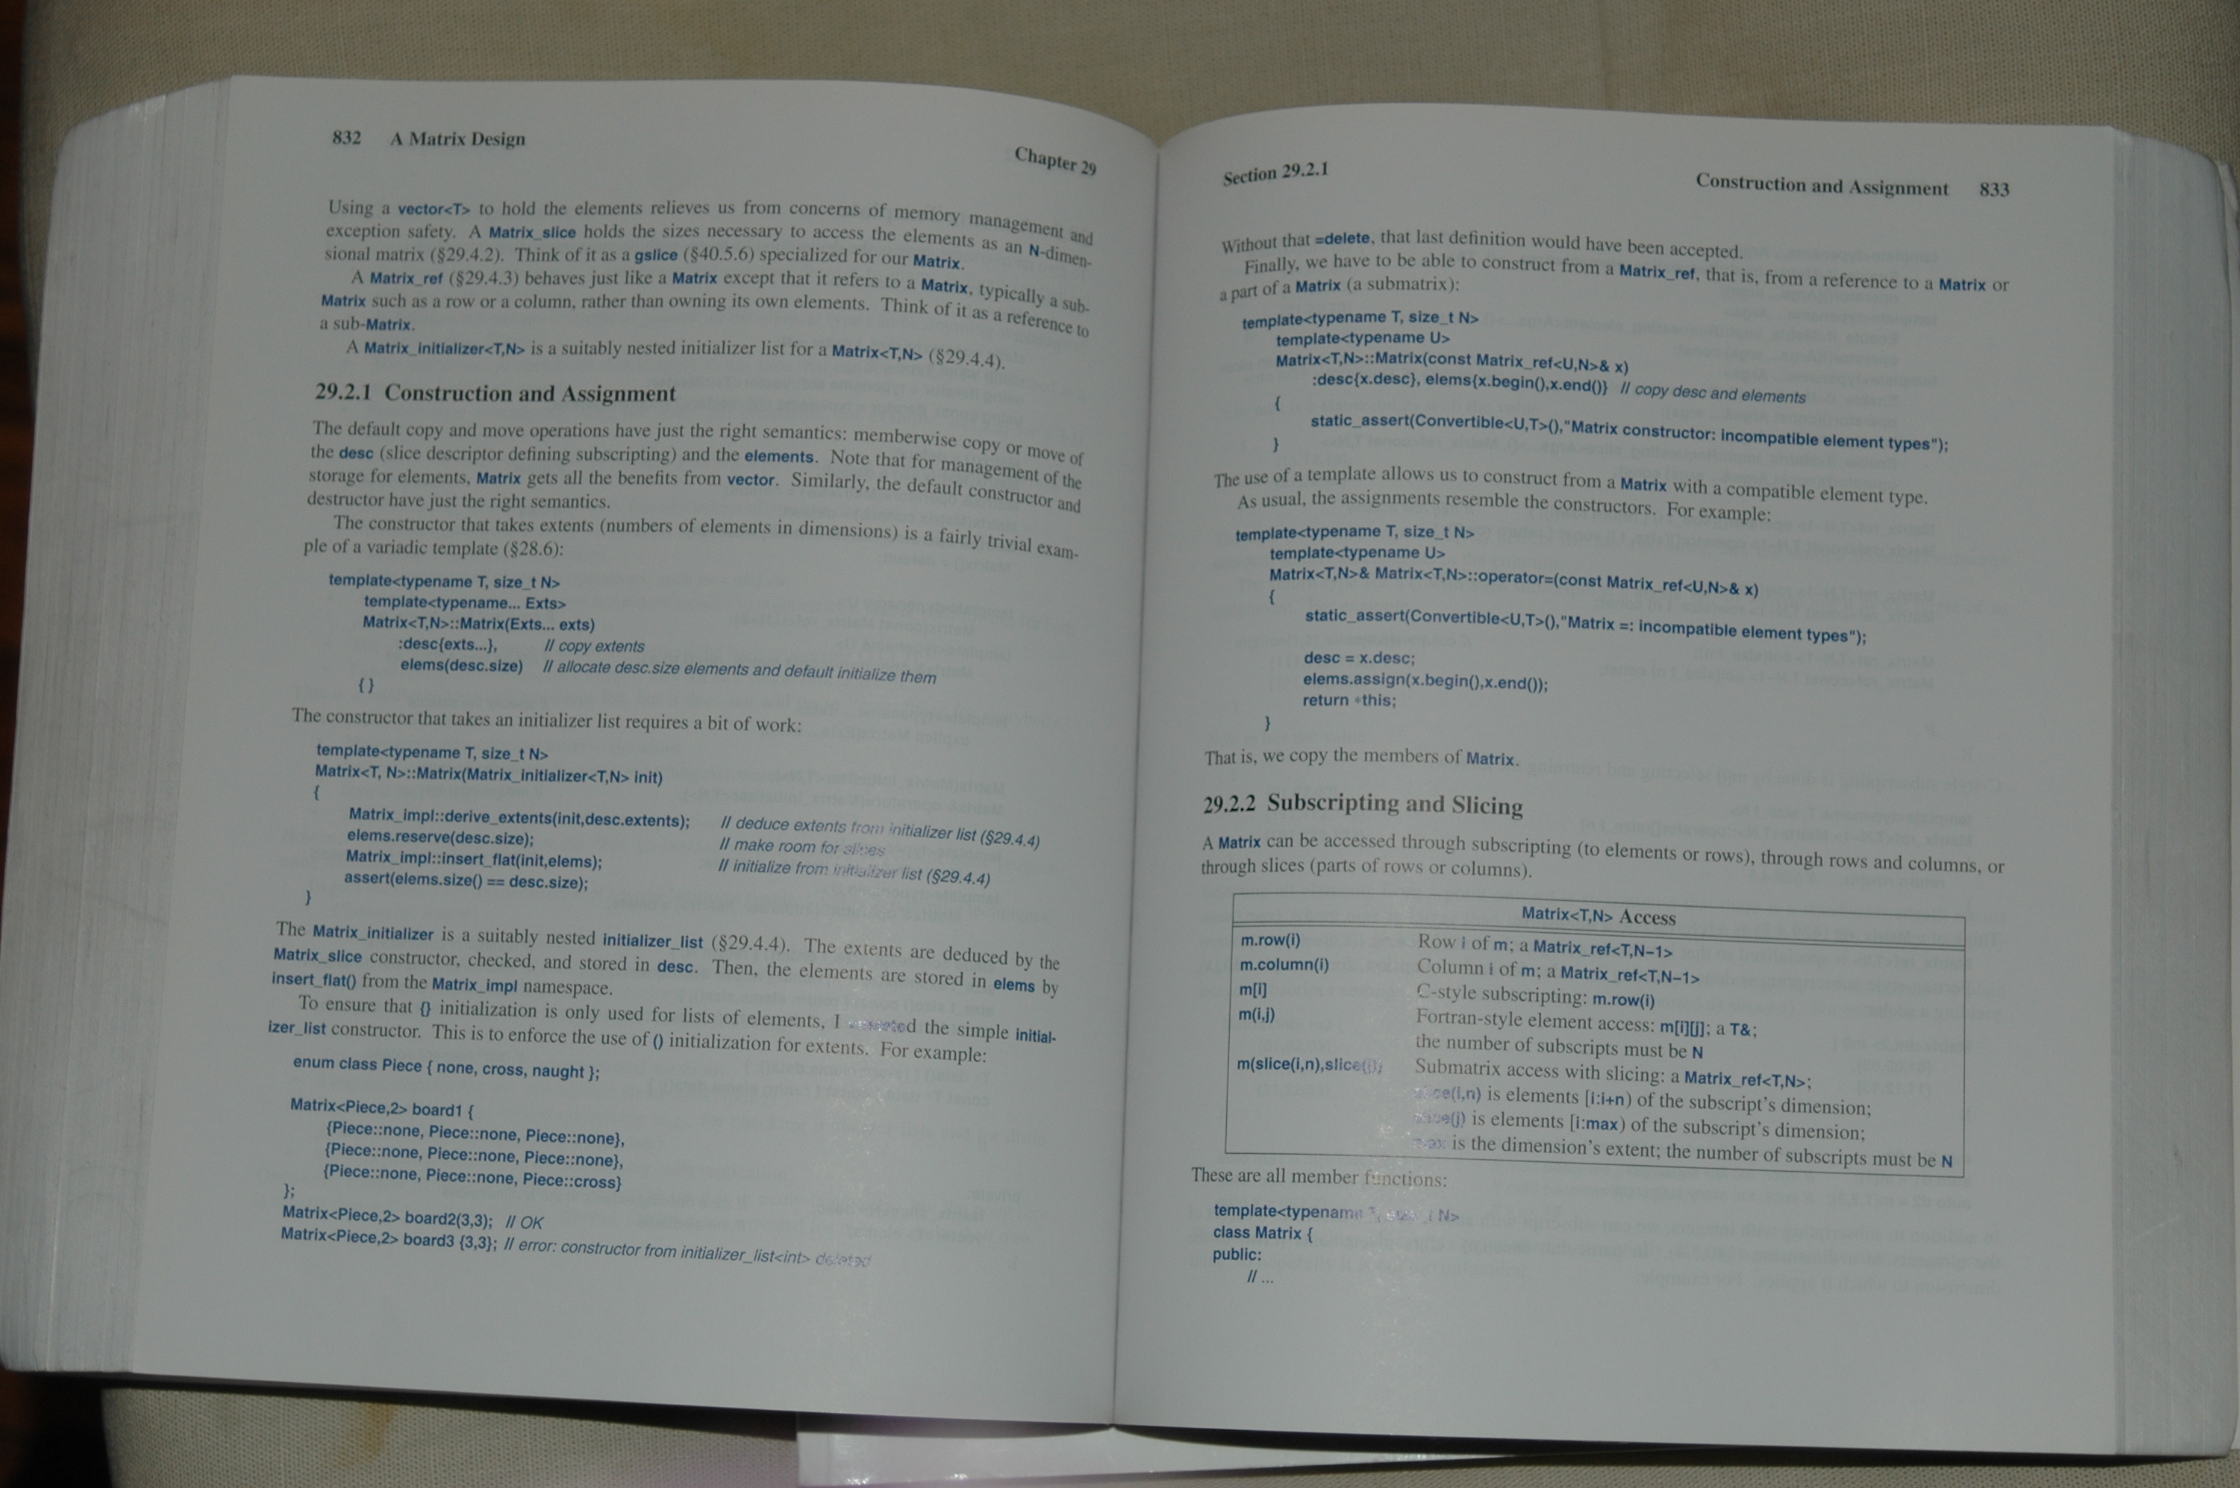 832 A Matrix Design
Chapter 29
Using a vector<T> to hold the elements relieves us from concerns of memory management and
exception safety. A Matrix_slice holds the sizes necessary to access the elements as an N-dimen-
sional matrix (§29.4.2). Think of it as a gslice (§40.5.6) specialized for our Matrix.
A Matrix_ref (§29.4.3) behaves just like a Matrix except that it refers to a Matrix, typically a sub-
Matrix such as a row or a column, rather than owning its own elements. Think of it as a reference to
a sub-Matrix.
A Matrix_initializer<T,N> is a suitably nested initializer list for a Matrix<T,N> (§29.4.4).
29.2.1 Construction and Assignment
The default copy and move operations have just the right semantics: memberwise copy or move of
the desc (slice descriptor defining subscripting) and the elements. Note that for management of the
storage for elements, Matrix gets all the benefits from vector. Similarly, the default constructor and
destructor have just the right semantics.
The constructor that takes extents (numbers of elements in dimensions) is a fairly trivial exam-
ple of a variadic template (§28.6):
template<typename T, size_t N>
template<typename... Exts>
Matrix<T,N>::Matrix(Exts... exts)
:desc{exts...}, // copy extents
elems(desc.size) // allocate desc.size elements and default initialize them
{}
The constructor that takes an initializer list requires a bit of work:
template<typename T, size_t N>
Matrix<T, N>::Matrix(Matrix_initializer<T,N> init)
{
Matrix_impl::derive_extents(init,desc.extents); // deduce extents from initializer list (§29.4.4)
elems.reserve(desc.size); // make room for slices
Matrix_impl::insert_flat(init,elems); // initialize from initializer list (§29.4.4)
assert(elems.size() == desc.size);
}
The Matrix_initializer is a suitably nested initializer_list (§29.4.4). The extents are deduced by the
Matrix_slice constructor, checked, and stored in desc. Then, the elements are stored in elems by
insert_flat() from the Matrix_impl namespace.
To ensure that {} initialization is only used for lists of elements, I the simple initial-
izer_list constructor. This is to enforce the use of () initialization for extents. For example:
enum class Piece { none, cross, naught };
Matrix<Piece,2> board1 {
{Piece::none, Piece::none, Piece::none},
{Piece::none, Piece::none, Piece::none},
{Piece::none, Piece::none, Piece::cross}
};
Matrix<Piece,2> board2(3,3); // OK
Matrix<Piece,2> board3 {3,3}; // error: constructor from initializer_list<int> deleted
Section 29.2.1
Construction and Assignment 833
Without that =delete, that last definition would have been accepted.
Finally, we have to be able to construct from a Matrix_ref, that is, from a reference to a Matrix or
a part of a Matrix (a submatrix):
template<typename T, size_t N>
template<typename U>
Matrix<T,N>::Matrix(const Matrix_ref<U,N>& x)
:desc{x.desc}, elems{x.begin(),x.end()} // copy desc and elements
{
static_assert(Convertible<U,T>(),"Matrix constructor: incompatible element types");
}
The use of a template allows us to construct from a Matrix with a compatible element type.
As usual, the assignments resemble the constructors. For example:
template<typename T, size_t N>
template<typename U>
Matrix<T,N>& Matrix<T,N>::operator=(const Matrix_ref<U,N>& x)
{
static_assert(Convertible<U,T>(),"Matrix =: incompatible element types");
desc = x.desc;
elems.assign(x.begin(),x.end());
return *this;
}
That is, we copy the members of Matrix.
29.2.2 Subscripting and Slicing
A Matrix can be accessed through subscripting (to elements or rows), through rows and columns, or
through slices (parts of rows or columns).
Matrix<T,N> Access
m.row(i) Row i of m; a Matrix_ref<T,N−1>
m.column(i) Column i of m; a Matrix_ref<T,N−1>
m[i] C-style subscripting: m.row(i)
m(i,j) Fortran-style element access: m[i][j]; a T&;
the number of subscripts must be N
m(slice(i,n),slice(j)) Submatrix access with slicing: a Matrix_ref<T,N>;
slice(i,n) is elements [i:i+n) of the subscript's dimension;
slice(j) is elements [i:max) of the subscript's dimension;
max is the dimension's extent; the number of subscripts must be N
These are all member functions:
template<typename T, size_t N>
class Matrix {
public:
// ...